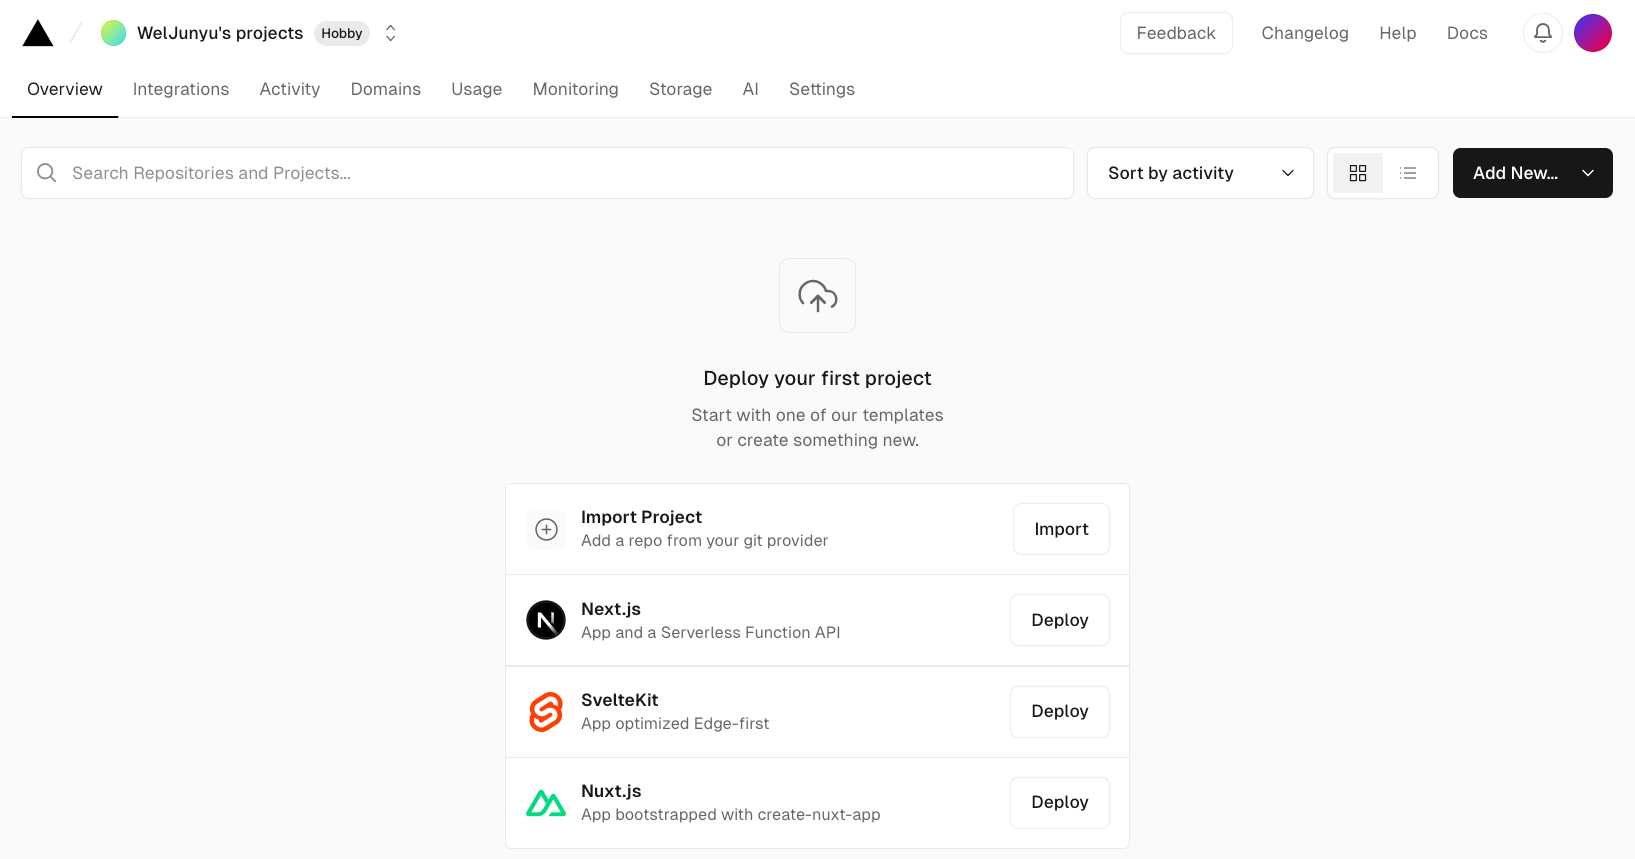 WelJunyu's projects Hobby Feedback Changelog Help Docs
Overview Integrations Activity Domains Usage Monitoring Storage AI Settings
Search Repositories and Projects... Sort by activity Add New...
Deploy your first project
Start with one of our templates
or create something new.
Import Project
Add a repo from your git provider
Import
Next.js
App and a Serverless Function API
Deploy
SvelteKit
App optimized Edge-first
Deploy
Nuxt.js
App bootstrapped with create-nuxt-app
Deploy